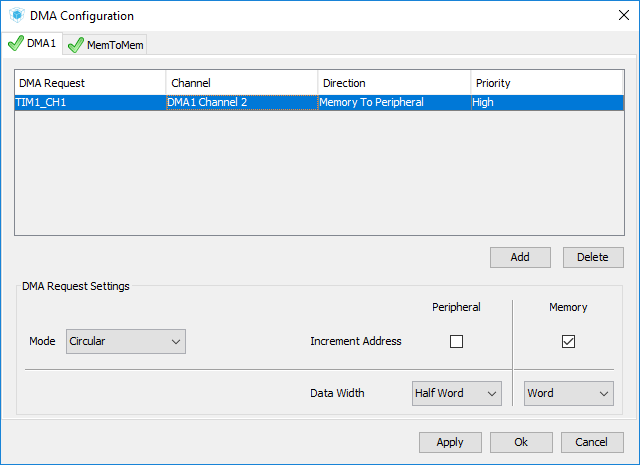 DMA Configuration
DMA1 MemToMem
DMA Request Channel Direction Priority
TIM1_CH1 DMA1 Channel 2 Memory To Peripheral High
Add Delete
DMA Request Settings
Peripheral Memory
Mode Circular Increment Address
Data Width Half Word Word
Apply Ok Cancel